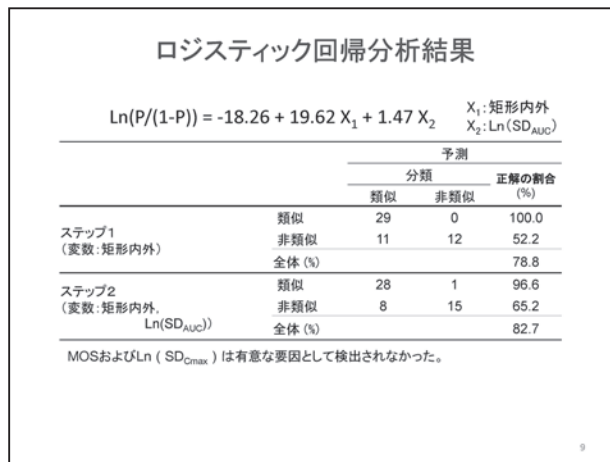 ロジスティック回帰分析結果
Ln(P/(1-P)) = -18.26 + 19.62 X1 + 1.47 X2
X1:矩形内外
X2:Ln(SDAUC)
予測
分類 正解の割合
類似 非類似 (%)
ステップ1
(変数:矩形内外)
類似 29 0 100.0
非類似 11 12 52.2
全体 (%) 78.8
ステップ2
(変数:矩形内外,
Ln(SDAUC))
類似 28 1 96.6
非類似 8 15 65.2
全体 (%) 82.7
MOSおよびLn ( SDCmax ) は有意な要因として検出されなかった。
9